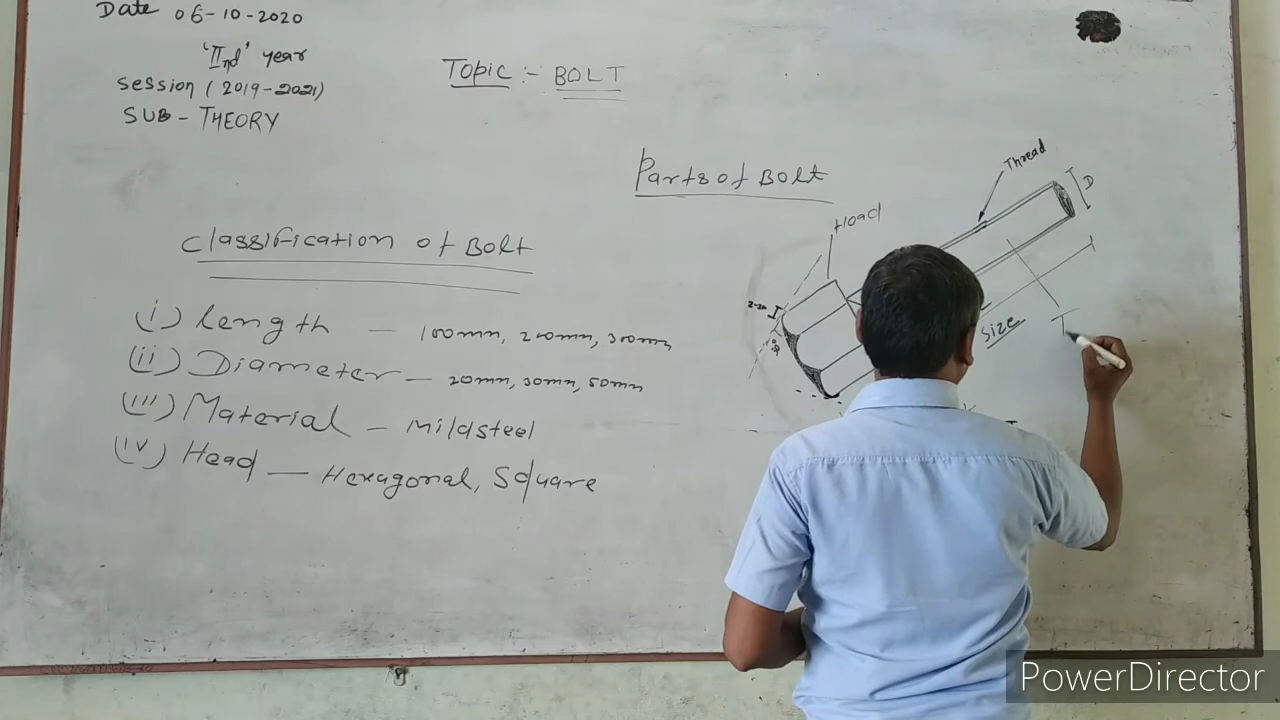 Date 06-10-2020
'IInd' year
Session (2019-2021)
SUB - THEORY
Topic :- BOLT
Parts of Bolt
Thread
D
Head
Size
T
Classification of Bolt
(i) length — 100mm, 200mm, 300mm
(ii) Diameter — 20mm, 30mm, 50mm
(iii) Material — Mildsteel
(iv) Head — Hexagonal, Square
PowerDirector